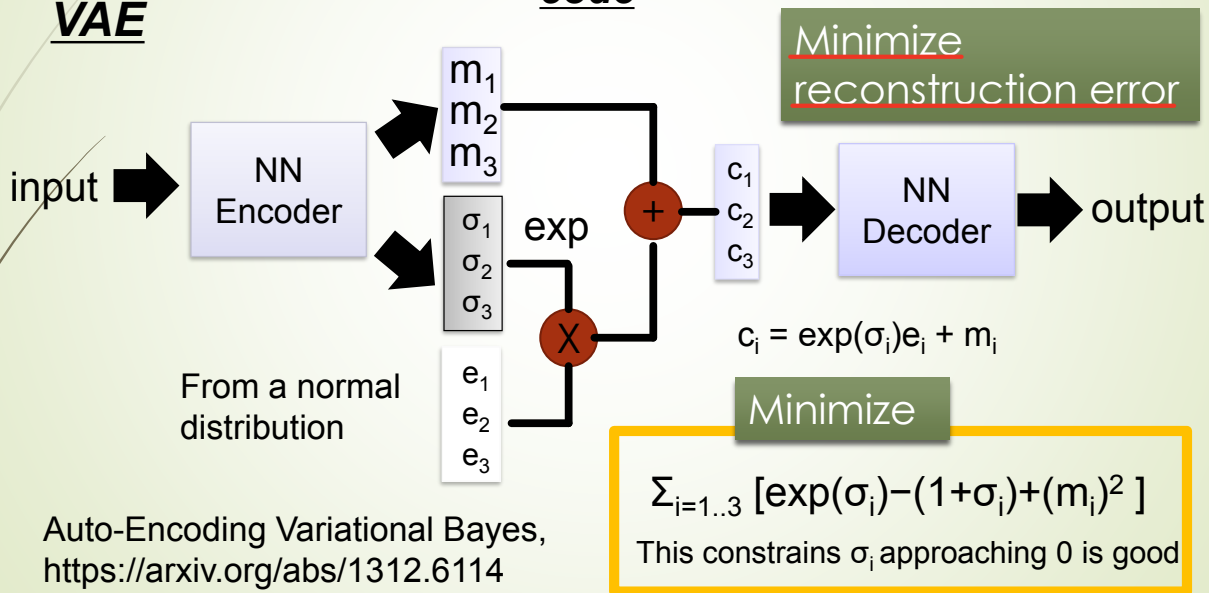 VAE
code
Minimize
reconstruction error
input
NN
Encoder
m₁
m₂
m₃
σ₁
σ₂
σ₃
exp
e₁
e₂
e₃
From a normal
distribution
X
+
c₁
c₂
c₃
NN
Decoder
output
cᵢ = exp(σᵢ)eᵢ + mᵢ
Minimize
Σᵢ₌₁..₃ [exp(σᵢ)−(1+σᵢ)+(mᵢ)² ]
This constrains σᵢ approaching 0 is good
Auto-Encoding Variational Bayes,
https://arxiv.org/abs/1312.6114